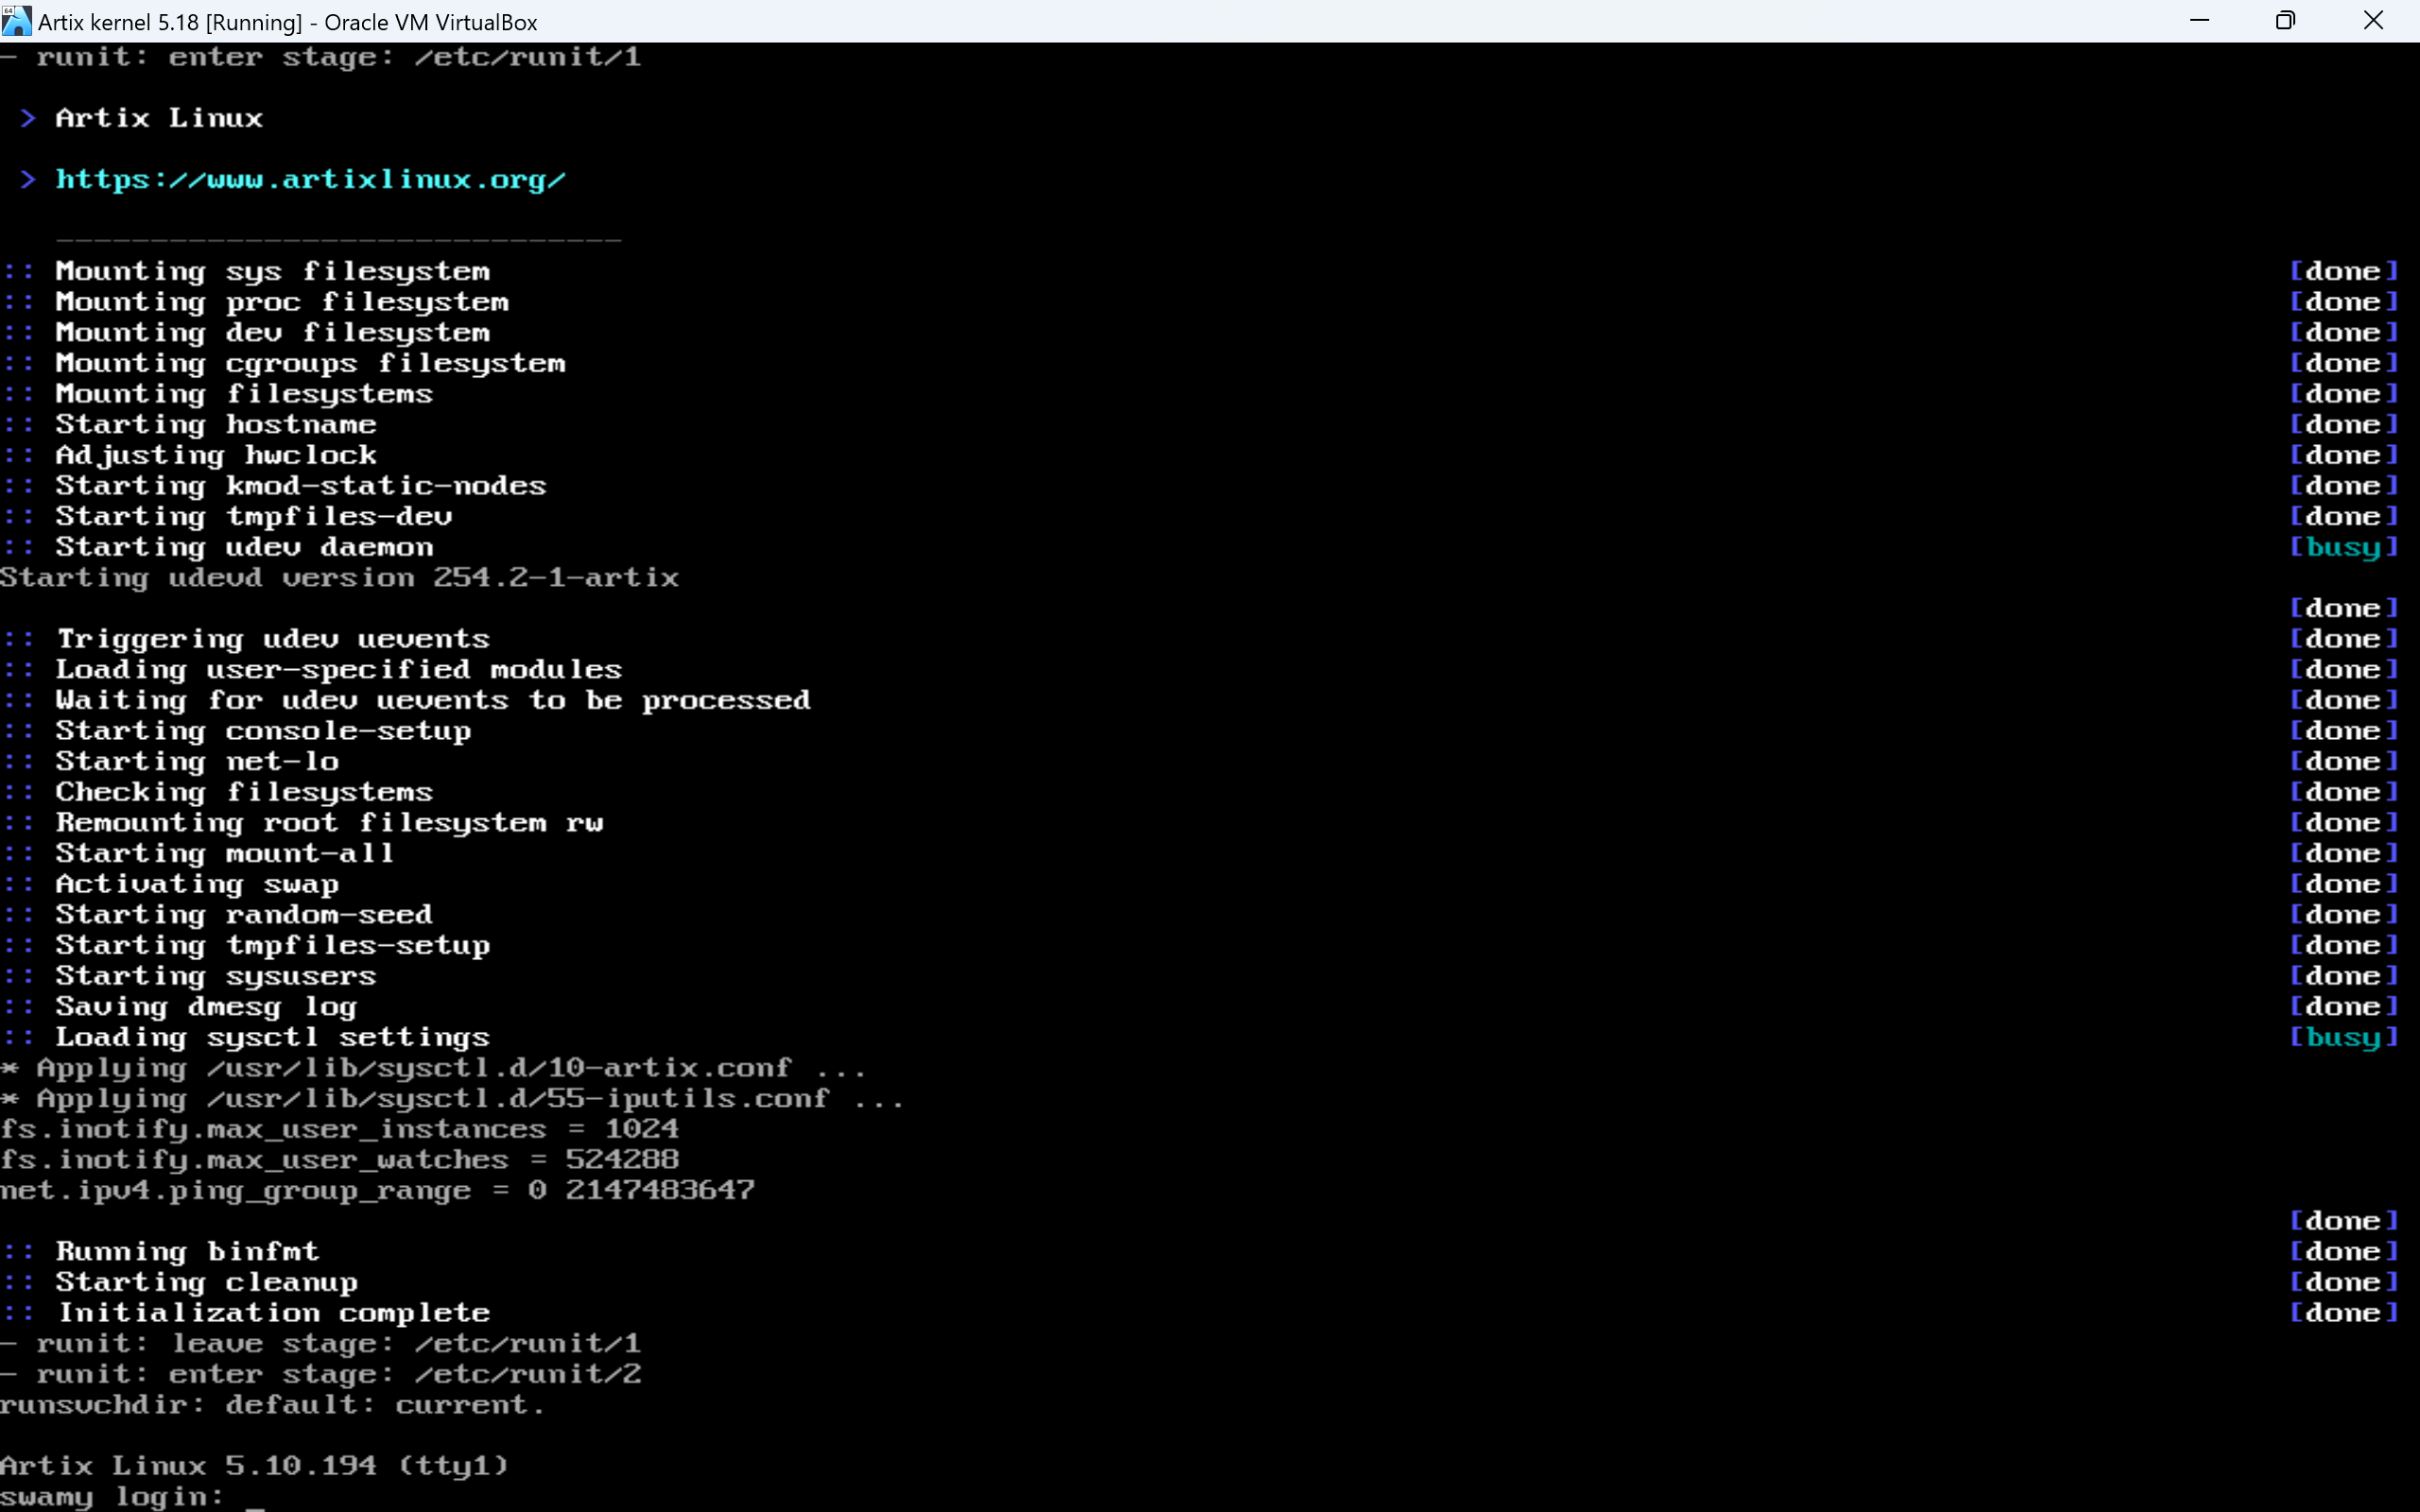 64
Artix kernel 5.18 [Running] - Oracle VM VirtualBox
- runit: enter stage: /etc/runit/1
> Artix Linux
> https://www.artixlinux.org/
------------------------------
:: Mounting sys filesystem [done]
:: Mounting proc filesystem [done]
:: Mounting dev filesystem [done]
:: Mounting cgroups filesystem [done]
:: Mounting filesystems [done]
:: Starting hostname [done]
:: Adjusting hwclock [done]
:: Starting kmod-static-nodes [done]
:: Starting tmpfiles-dev [done]
:: Starting udev daemon [busy]
Starting udevd version 254.2-1-artix
[done]
:: Triggering udev uevents [done]
:: Loading user-specified modules [done]
:: Waiting for udev uevents to be processed [done]
:: Starting console-setup [done]
:: Starting net-lo [done]
:: Checking filesystems [done]
:: Remounting root filesystem rw [done]
:: Starting mount-all [done]
:: Activating swap [done]
:: Starting random-seed [done]
:: Starting tmpfiles-setup [done]
:: Starting sysusers [done]
:: Saving dmesg log [done]
:: Loading sysctl settings [busy]
* Applying /usr/lib/sysctl.d/10-artix.conf ...
* Applying /usr/lib/sysctl.d/55-iputils.conf ...
fs.inotify.max_user_instances = 1024
fs.inotify.max_user_watches = 524288
net.ipv4.ping_group_range = 0 2147483647
[done]
:: Running binfmt [done]
:: Starting cleanup [done]
:: Initialization complete [done]
- runit: leave stage: /etc/runit/1
- runit: enter stage: /etc/runit/2
runsvchdir: default: current.
Artix Linux 5.10.194 (tty1)
swamy login: _